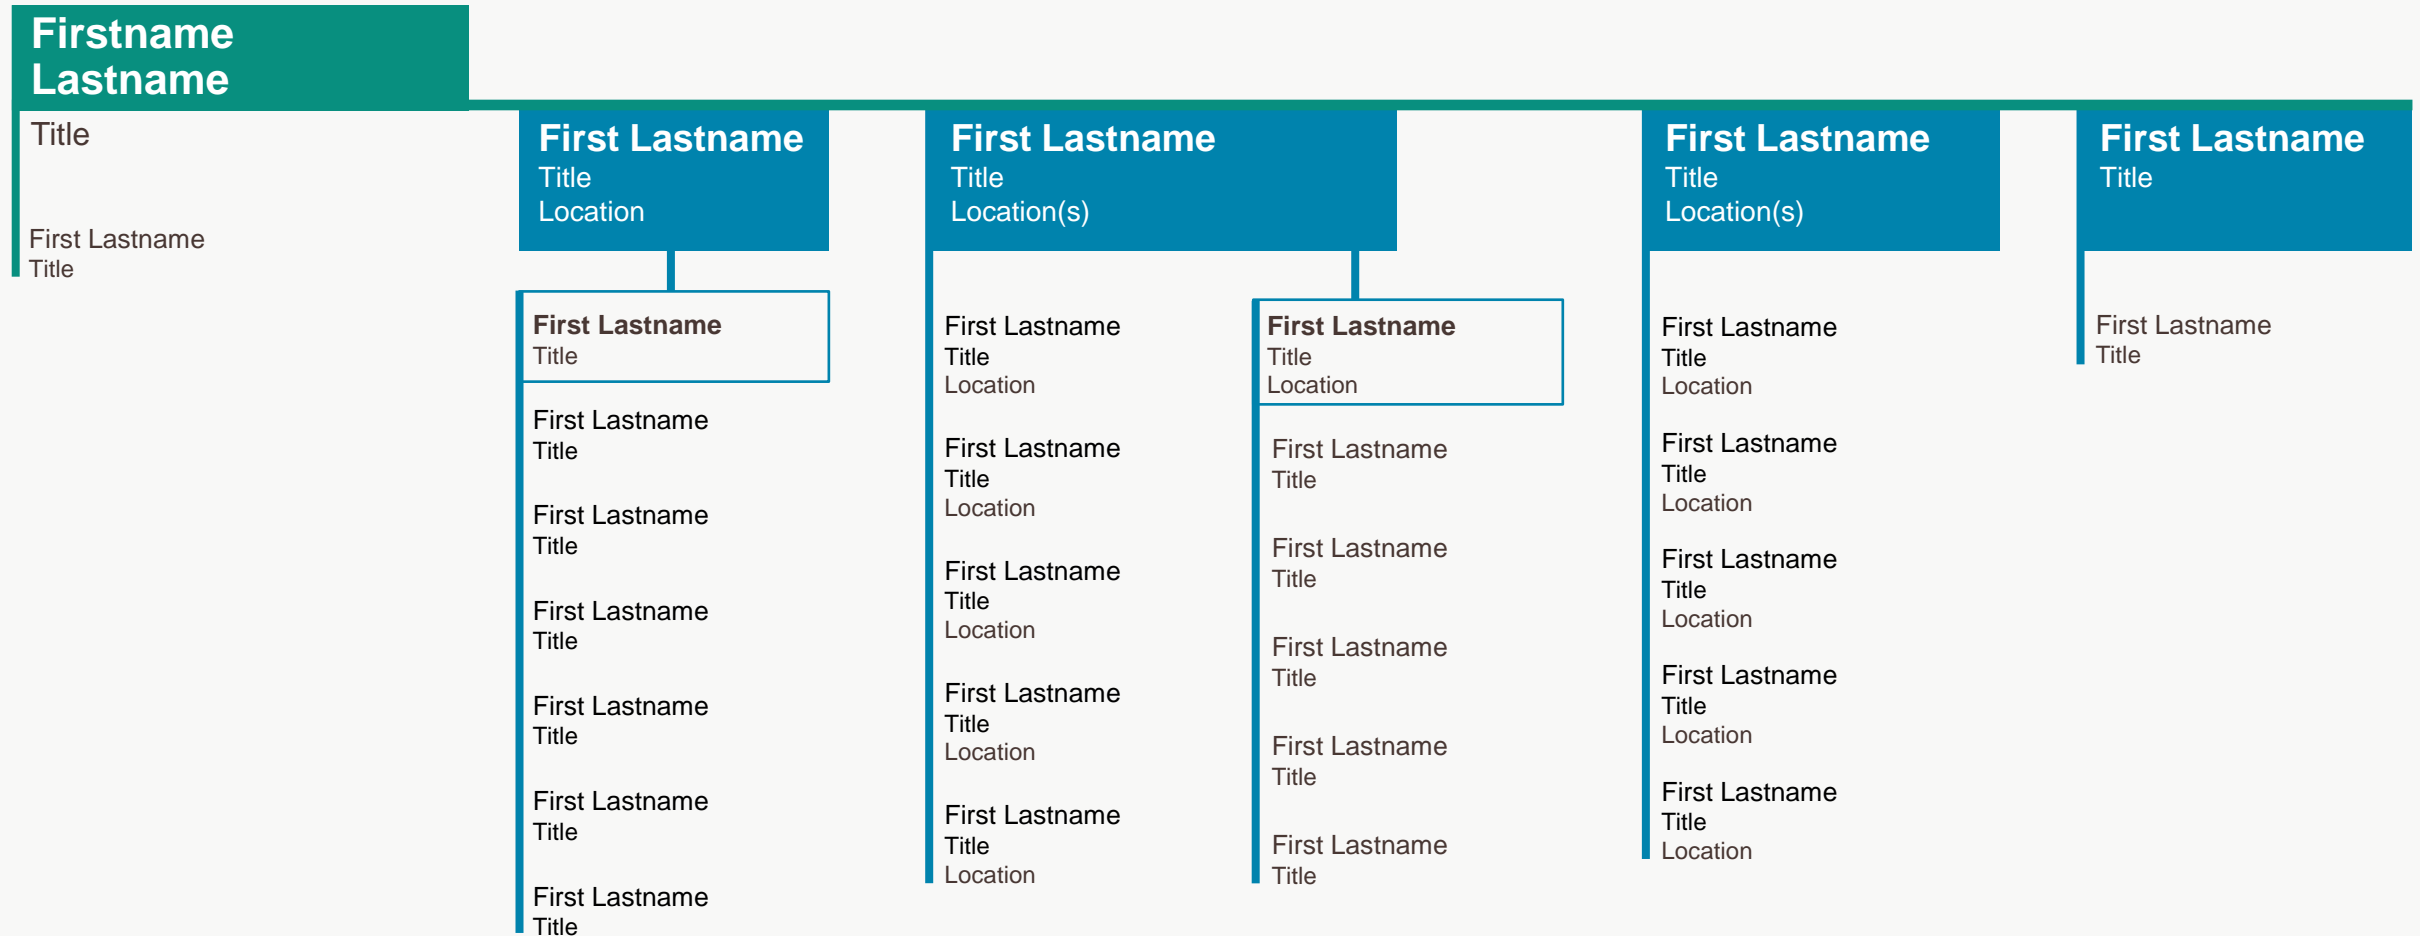 Firstname
Lastname
Title
First Lastname
Title
First Lastname
Title
Location
First Lastname
Title
First Lastname
Title
First Lastname
Title
First Lastname
Title
First Lastname
Title
First Lastname
Title
First Lastname
Title
First Lastname
Title
Location(s)
First Lastname
Title
Location
First Lastname
Title
Location
First Lastname
Title
Location
First Lastname
Title
Location
First Lastname
Title
Location
First Lastname
Title
Location
First Lastname
Title
First Lastname
Title
First Lastname
Title
First Lastname
Title
First Lastname
Title
First Lastname
Title
Location(s)
First Lastname
Title
Location
First Lastname
Title
Location
First Lastname
Title
Location
First Lastname
Title
Location
First Lastname
Title
Location
First Lastname
Title
First Lastname
Title